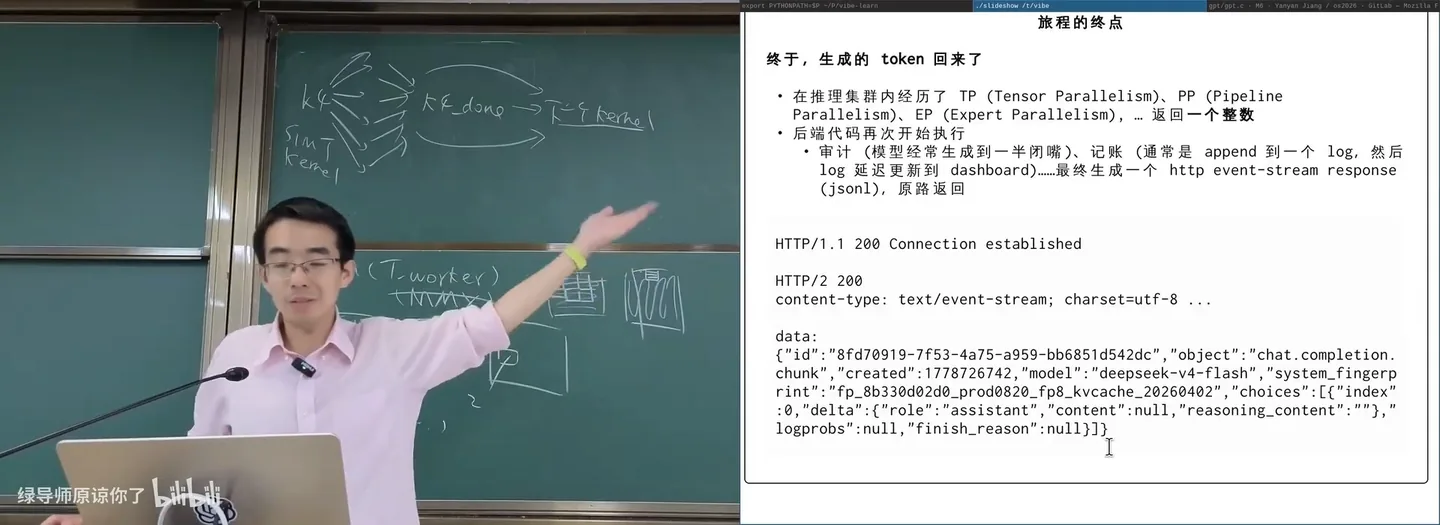 k4
SIMT
kernel
k4_done
下一个 kernel
(T_worker)
2
绿导师原谅你了 bilibili
export PYTHONPATH=$P ~/P/vibe-learn
./slideshow /t/vibe
gpt/gpt.c · M6 · Yanyan Jiang / os2026 · GitLab — Mozilla F
旅程的终点
终于, 生成的 token 回来了
• 在推理集群内经历了 TP (Tensor Parallelism)、PP (Pipeline
Parallelism)、EP (Expert Parallelism), … 返回一个整数
• 后端代码再次开始执行
• 审计 (模型经常生成到一半闭嘴)、记账 (通常是 append 到一个 log, 然后
log 延迟更新到 dashboard)……最终生成一个 http event-stream response
(jsonl), 原路返回
HTTP/1.1 200 Connection established
HTTP/2 200
content-type: text/event-stream; charset=utf-8 ...
data:
{"id":"8fd70919-7f53-4a75-a959-bb6851d542dc","object":"chat.completion.
chunk","created":1778726742,"model":"deepseek-v4-flash","system_fingerp
rint":"fp_8b330d02d0_prod0820_fp8_kvcache_20260402","choices":[{"index"
:0,"delta":{"role":"assistant","content":null,"reasoning_content":""},"
logprobs":null,"finish_reason":null}]}